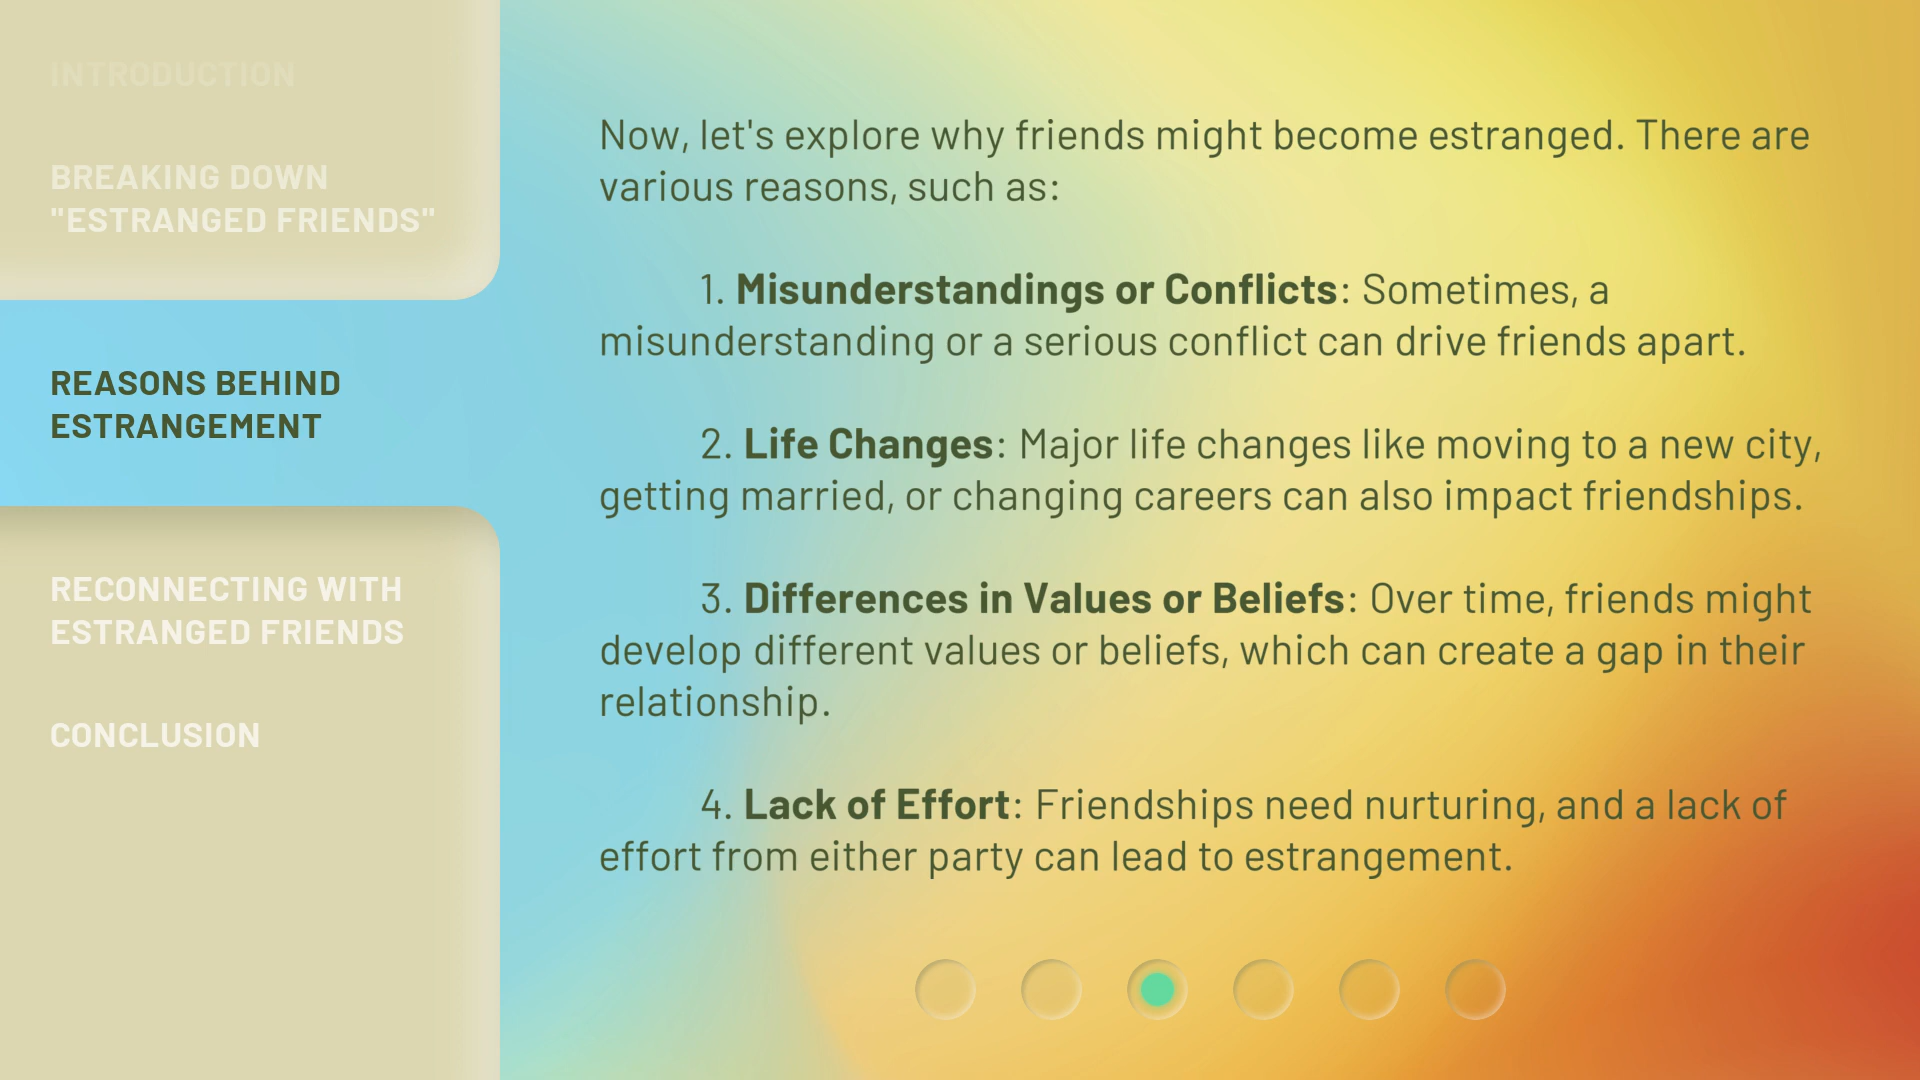 INTRODUCTION
BREAKING DOWN
"ESTRANGED FRIENDS"
REASONS BEHIND
ESTRANGEMENT
RECONNECTING WITH
ESTRANGED FRIENDS
CONCLUSION
Now, let's explore why friends might become estranged. There are
various reasons, such as:
1. Misunderstandings or Conflicts: Sometimes, a
misunderstanding or a serious conflict can drive friends apart.
2. Life Changes: Major life changes like moving to a new city,
getting married, or changing careers can also impact friendships.
3. Differences in Values or Beliefs: Over time, friends might
develop different values or beliefs, which can create a gap in their
relationship.
4. Lack of Effort: Friendships need nurturing, and a lack of
effort from either party can lead to estrangement.